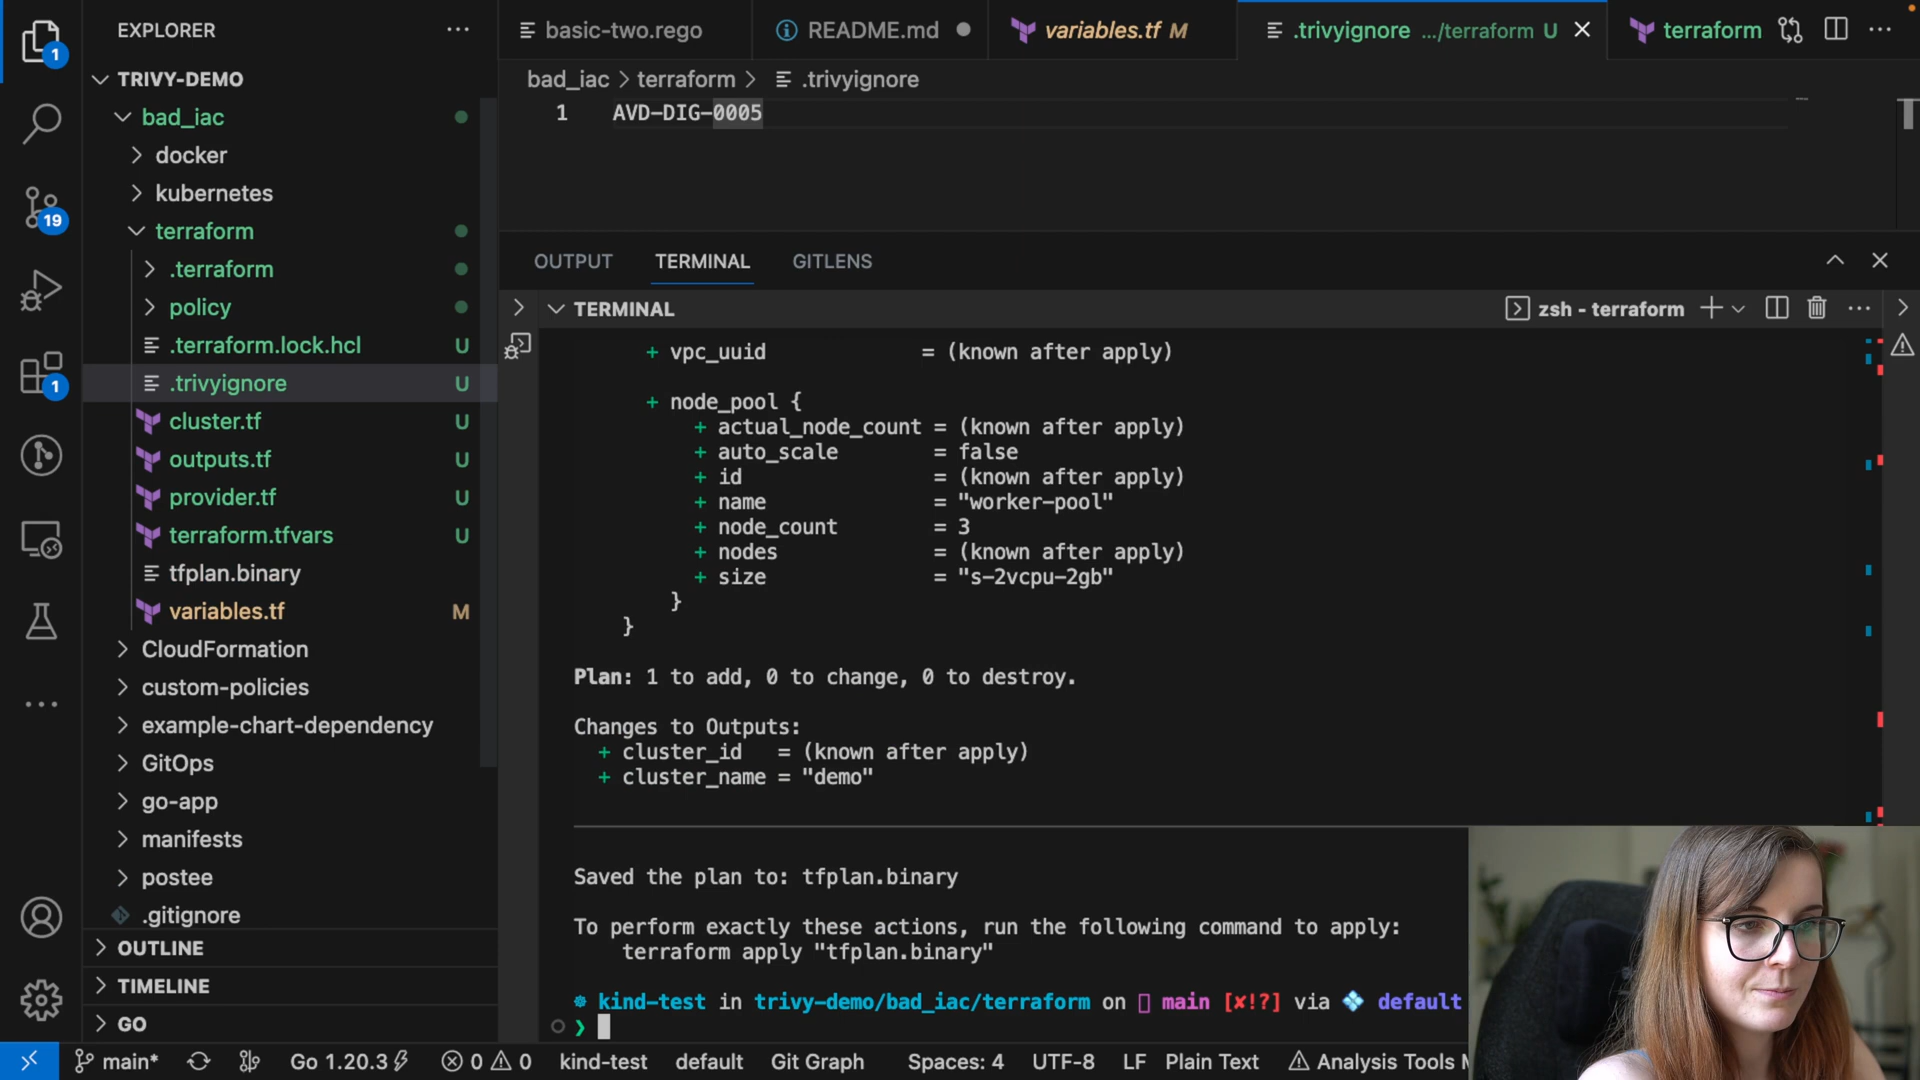 EXPLORER
1
TRIVY-DEMO
bad_iac
docker
kubernetes
terraform
.terraform
policy
.terraform.lock.hcl U
.trivyignore U
cluster.tf U
outputs.tf U
provider.tf U
terraform.tfvars U
tfplan.binary
variables.tf M
CloudFormation
custom-policies
example-chart-dependency
GitOps
go-app
manifests
postee
.gitignore
OUTLINE
TIMELINE
GO
19
1
basic-two.rego
README.md
variables.tf M
.trivyignore .../terraform U
terraform
bad_iac > terraform > .trivyignore
1 AVD-DIG-0005
OUTPUT TERMINAL GITLENS
TERMINAL
zsh - terraform
+ vpc_uuid = (known after apply)
+ node_pool {
+ actual_node_count = (known after apply)
+ auto_scale = false
+ id = (known after apply)
+ name = "worker-pool"
+ node_count = 3
+ nodes = (known after apply)
+ size = "s-2vcpu-2gb"
}
}
Plan: 1 to add, 0 to change, 0 to destroy.
Changes to Outputs:
+ cluster_id = (known after apply)
+ cluster_name = "demo"
Saved the plan to: tfplan.binary
To perform exactly these actions, run the following command to apply:
terraform apply "tfplan.binary"
kind-test in trivy-demo/bad_iac/terraform on main [✘!?] via default
❯
main* Go 1.20.3 0 0 kind-test default Git Graph Spaces: 4 UTF-8 LF Plain Text Analysis Tools M